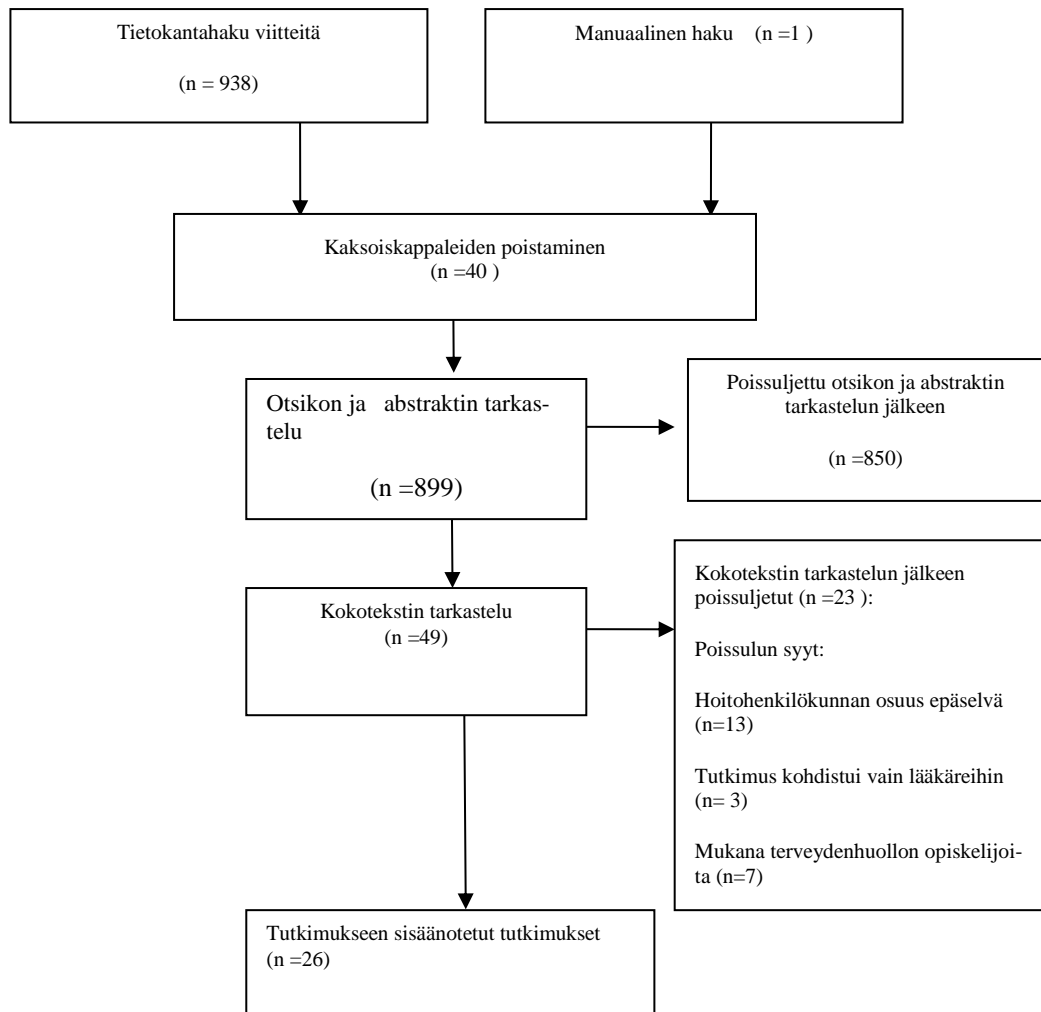 Tietokantahaku viitteitä
(n = 938)
Manuaalinen haku (n =1 )
Kaksoiskappaleiden poistaminen
(n =40 )
Otsikon ja abstraktin tarkas-
telu
(n =899)
Poissuljettu otsikon ja abstraktin
tarkastelun jälkeen
(n =850)
Kokotekstin tarkastelu
(n =49)
Kokotekstin tarkastelun jälkeen
poissuljetut (n =23 ):
Poissulun syyt:
Hoitohenkilökunnan osuus epäselvä
(n=13)
Tutkimus kohdistui vain lääkäreihin
(n= 3)
Mukana terveydenhuollon opiskelijoi-
ta (n=7)
Tutkimukseen sisäänotetut tutkimukset
(n =26)